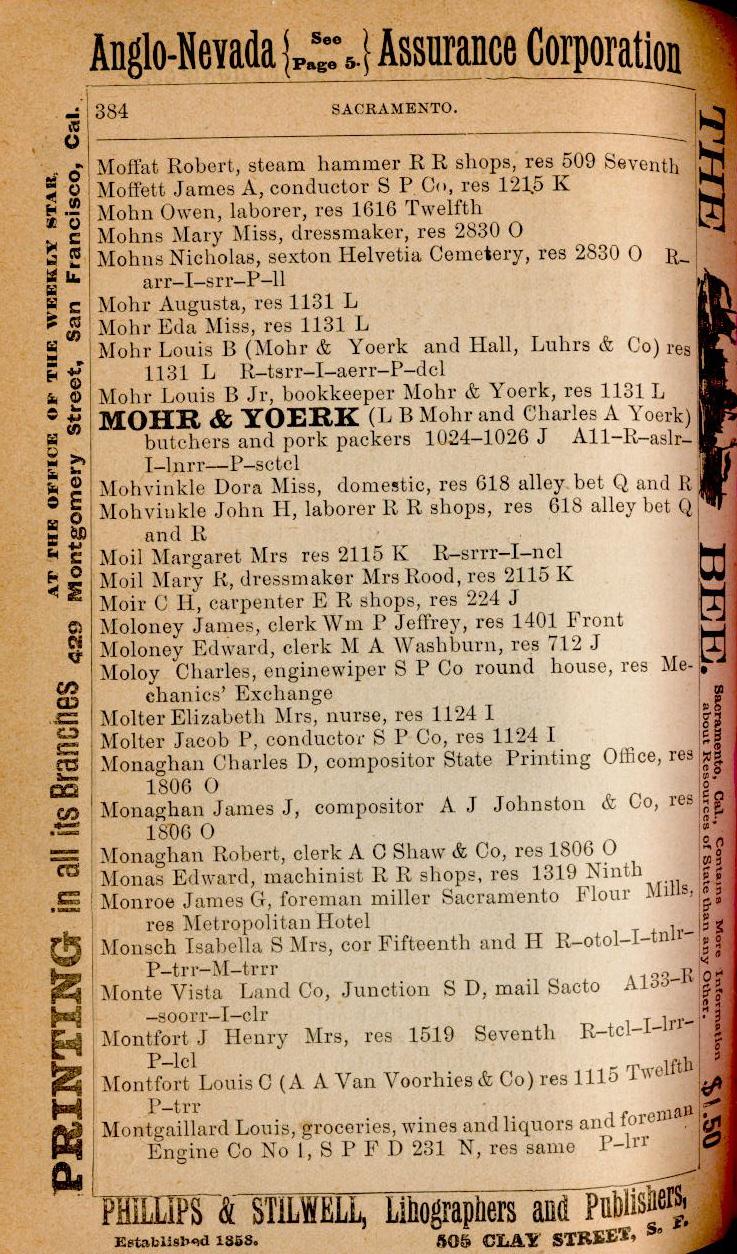 Anglo-Nevada { See Page 5. } Assurance Corporation
384 SACRAMENTO.
Moffat Robert, steam hammer R R shops, res 509 Seventh
Moffett James A, conductor S P Co, res 1215 K
Mohn Owen, laborer, res 1616 Twelfth
Mohns Mary Miss, dressmaker, res 2830 O
Mohns Nicholas, sexton Helvetia Cemetery, res 2830 O R–
arr–I–srr–P–ll
Mohr Augusta, res 1131 L
Mohr Eda Miss, res 1131 L
Mohr Louis B (Mohr & Yoerk and Hall, Luhrs & Co) res
1131 L R–tsrr–I–aerr–P–dcl
Mohr Louis B Jr, bookkeeper Mohr & Yoerk, res 1131 L
MOHR & YOERK (L B Mohr and Charles A Yoerk)
butchers and pork packers 1024–1026 J A11–R–aslr–
I–lnrr––P–sctcl
Mohvinkle Dora Miss, domestic, res 618 alley bet Q and R
Mohvinkle John H, laborer R R shops, res 618 alley bet Q
and R
Moil Margaret Mrs res 2115 K R–srrr–I–ncl
Moil Mary R, dressmaker Mrs Rood, res 2115 K
Moir C H, carpenter E R shops, res 224 J
Moloney James, clerk Wm P Jeffrey, res 1401 Front
Moloney Edward, clerk M A Washburn, res 712 J
Moloy Charles, enginewiper S P Co round house, res Me-
chanics' Exchange
Molter Elizabeth Mrs, nurse, res 1124 I
Molter Jacob P, conductor S P Co, res 1124 I
Monaghan Charles D, compositor State Printing Office, res
1806 O
Monaghan James J, compositor A J Johnston & Co, res
1806 O
Monaghan Robert, clerk A C Shaw & Co, res 1806 O
Monas Edward, machinist R R shops, res 1319 Ninth
Monroe James G, foreman miller Sacramento Flour Mills,
res Metropolitan Hotel
Monsch Isabella S Mrs, cor Fifteenth and H R–otol–I–tnlr–
P–trr–M–trrr
Monte Vista Land Co, Junction S D, mail Sacto A133–R
–soorr–I–clr
Montfort J Henry Mrs, res 1519 Seventh R–tcl–I–lrr–
P–lcl
Montfort Louis C (A A Van Voorhies & Co) res 1115 Twelfth
P–trr
Montgaillard Louis, groceries, wines and liquors and foreman
Engine Co No 1, S P F D 231 N, res same P–lrr
PHILLIPS & STILWELL, Lihographers and Publishers,
Established 1858. 505 CLAY STREET, S. F.
PRINTING in all its Branches
AT THE OFFICE OF THE WEEKLY STAR,
429 Montgomery Street, San Francisco, Cal.
THE BEE.
Sacramento, Cal., Contains More Information
about Resources of State than any Other.
$1.50